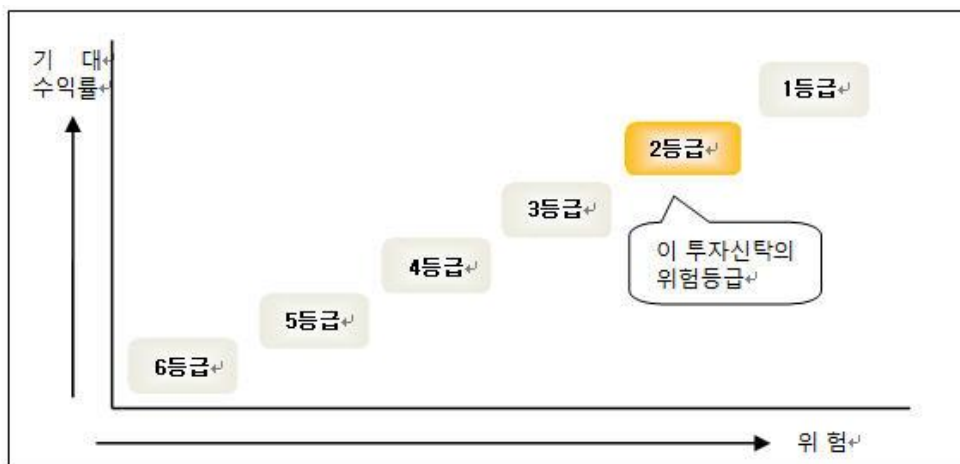 기 대
수익률
1등급
2등급
3등급
이 투자신탁의
위험등급
4등급
5등급
6등급
위 험